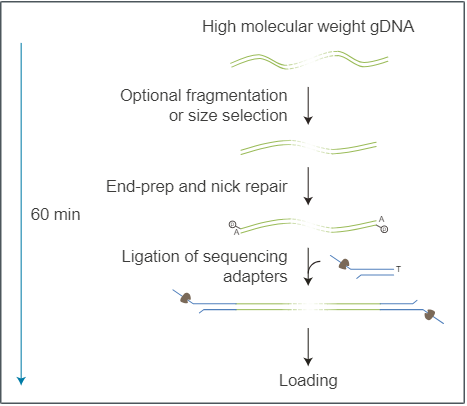 High molecular weight gDNA
Optional fragmentation
or size selection
End-prep and nick repair
A
P
P
A
60 min
Ligation of sequencing
adapters
T
Loading